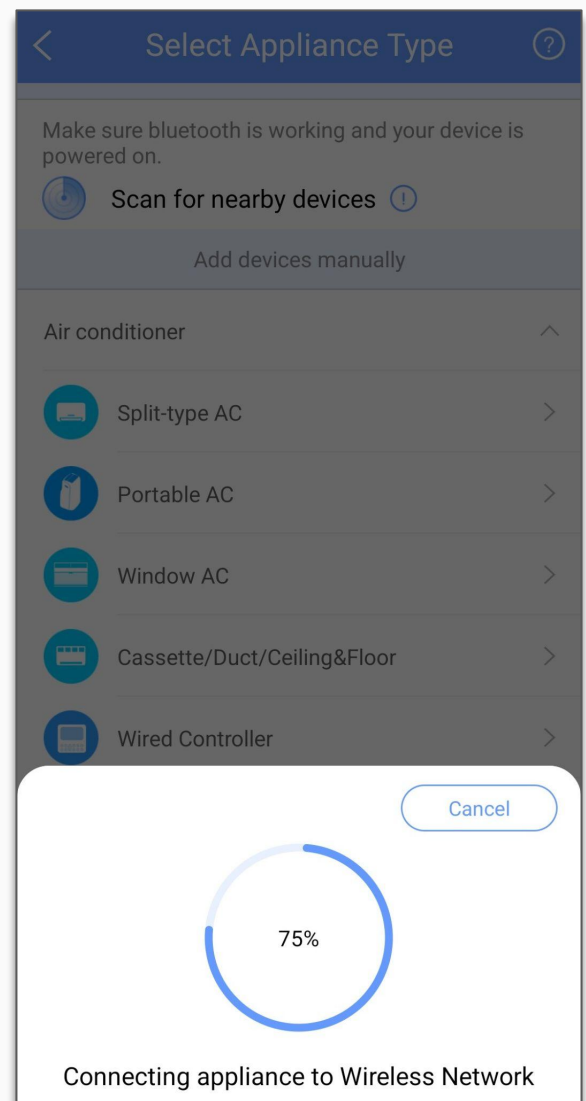 Select Appliance Type
Make sure bluetooth is working and your device is
powered on.
Scan for nearby devices
Add devices manually
Air conditioner
Split-type AC
Portable AC
Window AC
Cassette/Duct/Ceiling&Floor
Wired Controller
Cancel
75%
Connecting appliance to Wireless Network